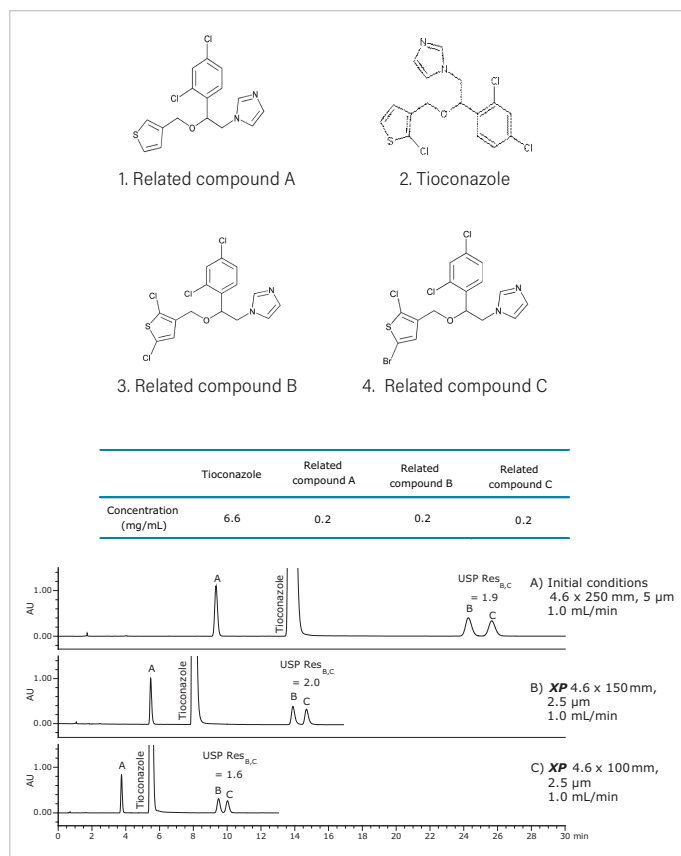 Cl
Cl
S
O
N
N
1. Related compound A
N
N
Cl
O
S
Cl
Cl
2. Tioconazole
Cl
Cl
Cl
N
S
O
N
Cl
3. Related compound B
Cl
Cl
Cl
N
S
O
N
Br
4. Related compound C
Tioconazole Related compound A Related compound B Related compound C
Concentration (mg/mL) 6.6 0.2 0.2 0.2
AU
1.00
0.00
A
Tioconazole
USP Res B,C
= 1.9
B C
A) Initial conditions
4.6 x 250 mm, 5 µm
1.0 mL/min
AU
1.00
0.00
A
Tioconazole
USP Res B,C
= 2.0
B C
B) XP 4.6 x 150mm,
2.5 µm
1.0 mL/min
AU
1.00
0.00
A
Tioconazole
USP Res B,C
= 1.6
B C
C) XP 4.6 x 100mm,
2.5 µm
1.0 mL/min
0 2 4 6 8 10 12 14 16 18 20 22 24 26 28 30 min